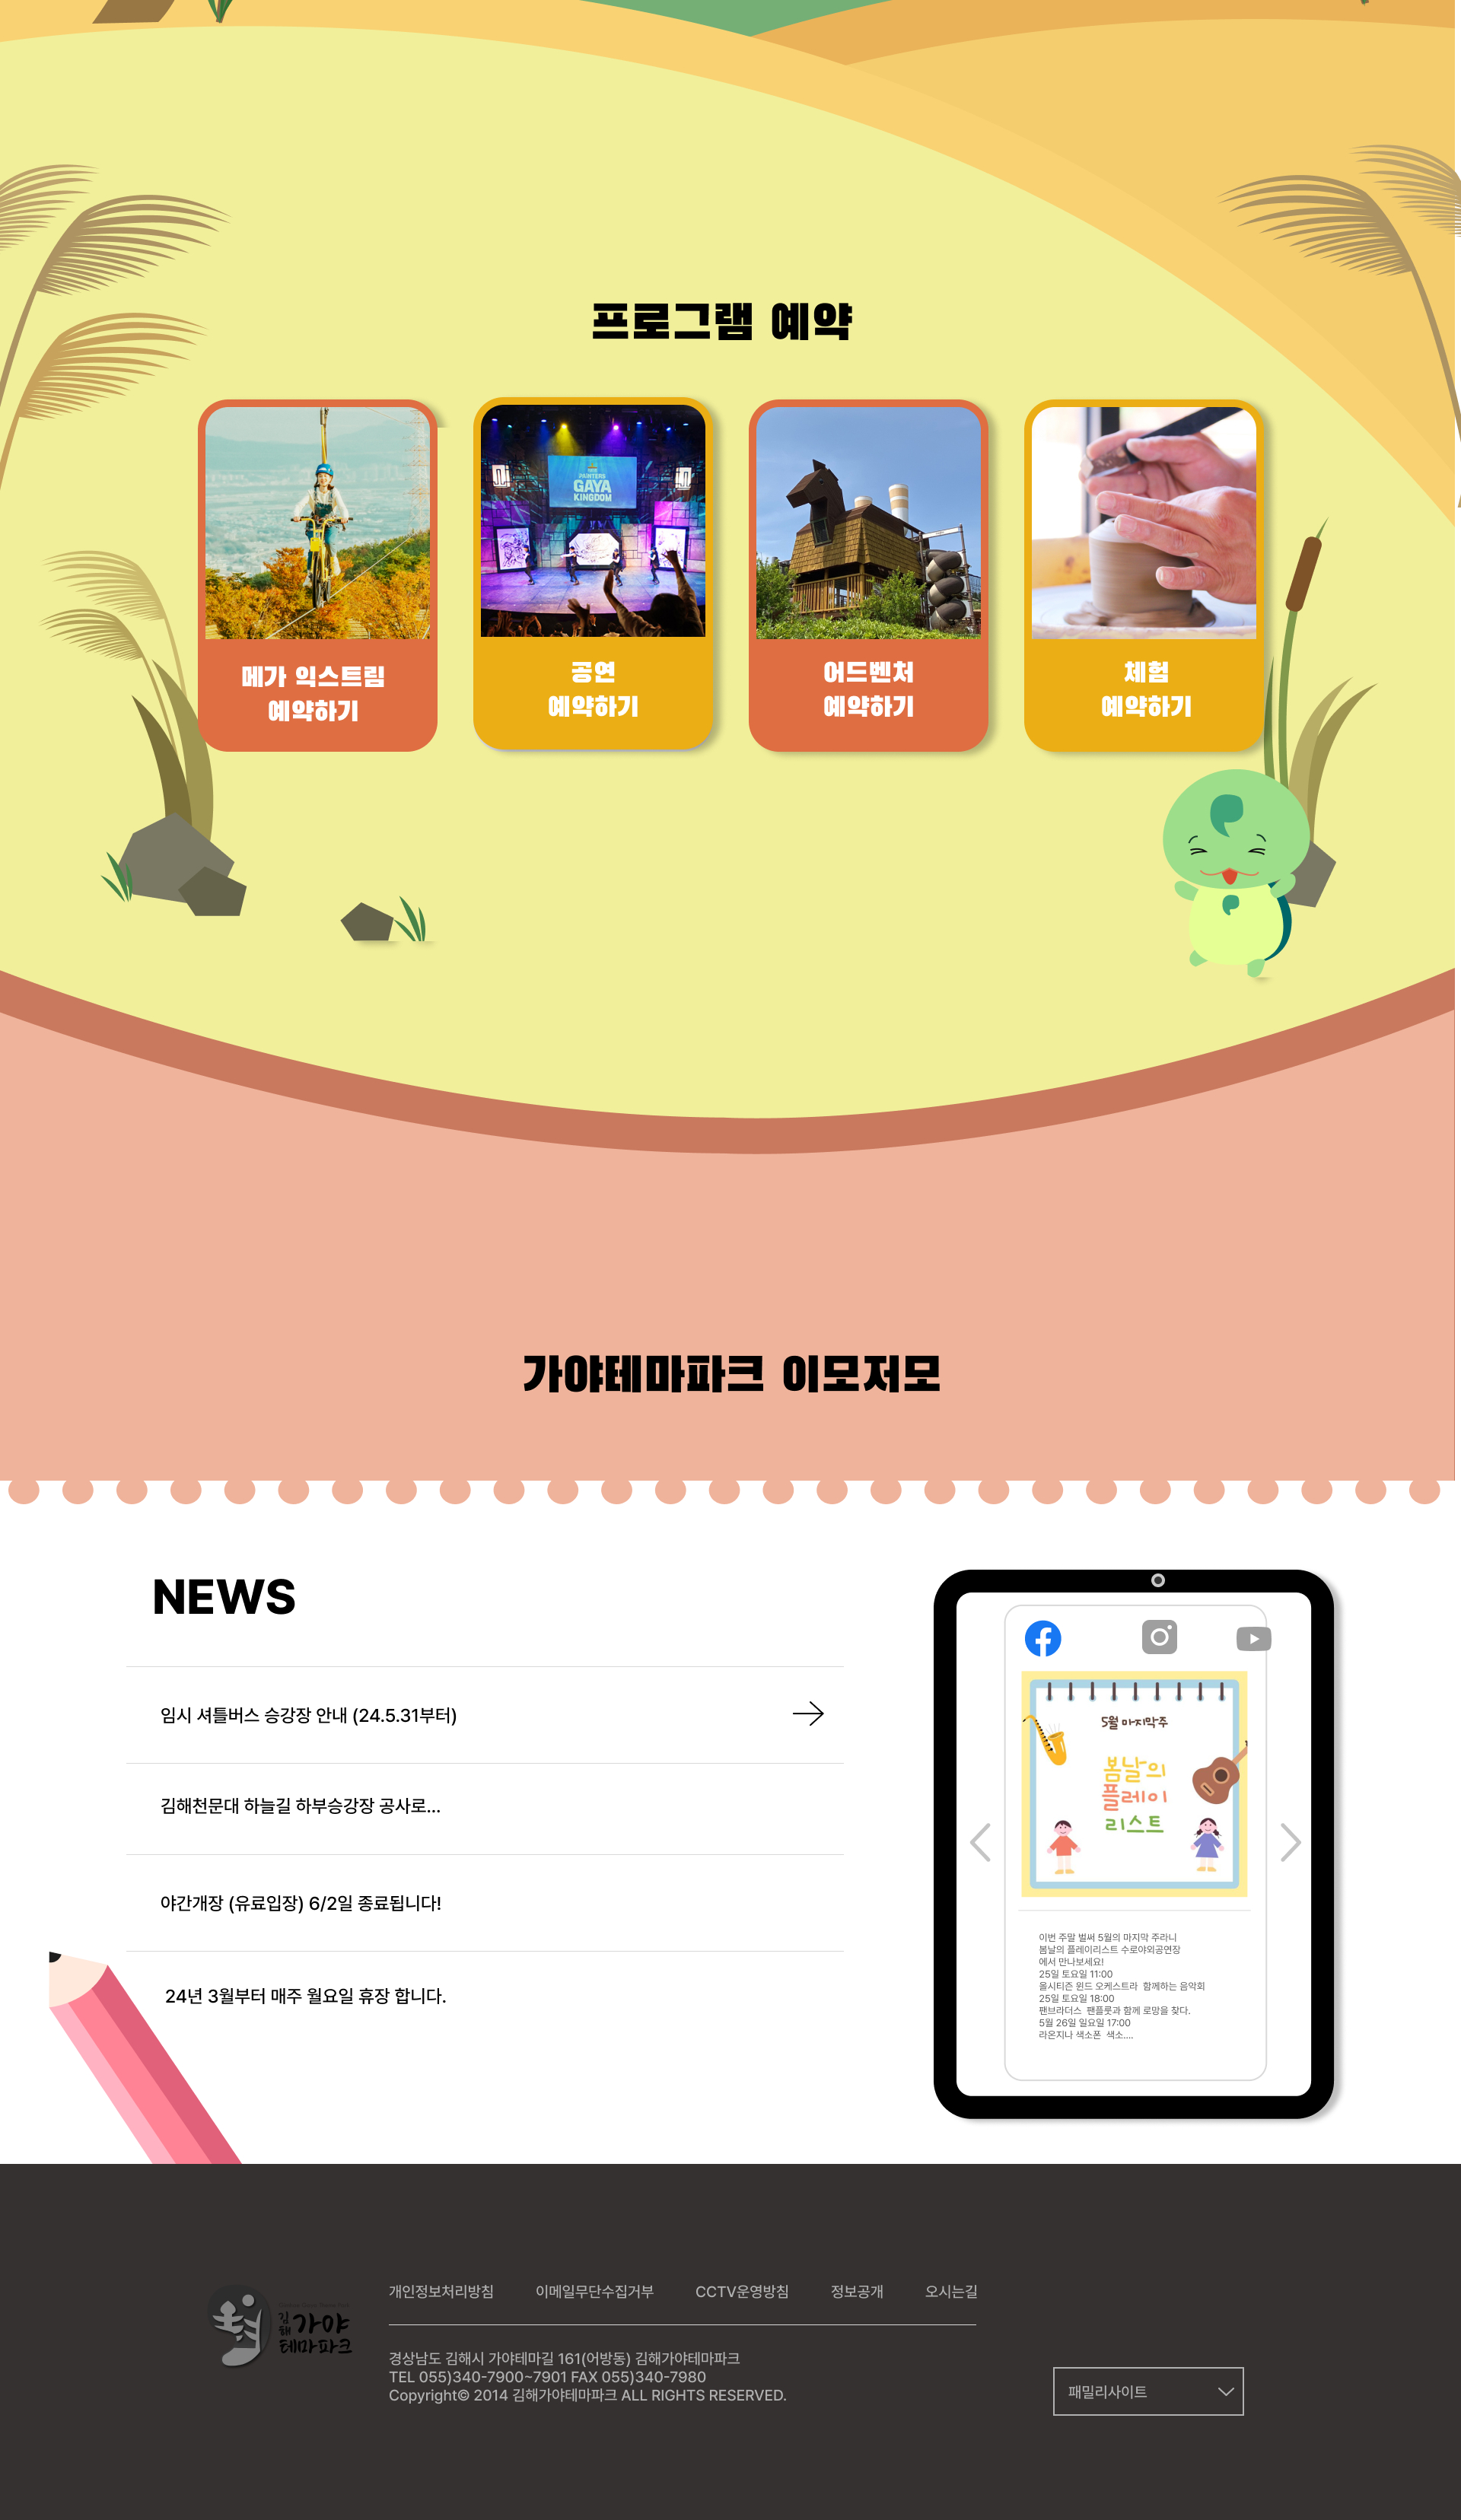 프로그램 예약
PAINTERS
GAYA
KINGDOM
메가 익스트림
예약하기
공연
예약하기
어드벤처
예약하기
체험
예약하기
가야테마파크 이모저모
NEWS
임시 셔틀버스 승강장 안내 (24.5.31부터)
김해천문대 하늘길 하부승강장 공사로...
야간개장 (유료입장) 6/2일 종료됩니다!
24년 3월부터 매주 월요일 휴장 합니다.
5월 마지막주
봄날의
플레이
리스트
이번 주말 벌써 5월의 마지막 주라니
봄날의 플레이리스트 수로야외공연장
에서 만나보세요!
25일 토요일 11:00
올시티즌 윈드 오케스트라 함께하는 음악회
25일 토요일 18:00
팬브라더스 팬플룻과 함께 로망을 찾다.
5월 26일 일요일 17:00
라온지나 색소폰 색소....
개인정보처리방침 이메일무단수집거부 CCTV운영방침 정보공개 오시는길
김해 가야
테마파크
경상남도 김해시 가야테마길 161(어방동) 김해가야테마파크
TEL 055)340-7900~7901 FAX 055)340-7980
Copyright© 2014 김해가야테마파크 ALL RIGHTS RESERVED.
패밀리사이트